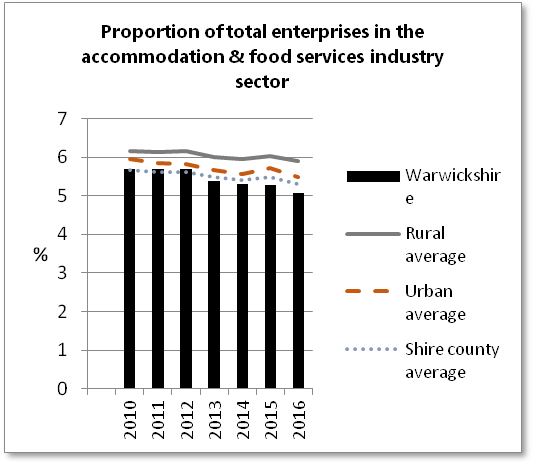 Proportion of total enterprises in the
accommodation & food services industry
sector
7
6
5
4
3
2
1
0
%
2010
2011
2012
2013
2014
2015
2016
Warwickshir
e
Rural
average
Urban
average
Shire county
average